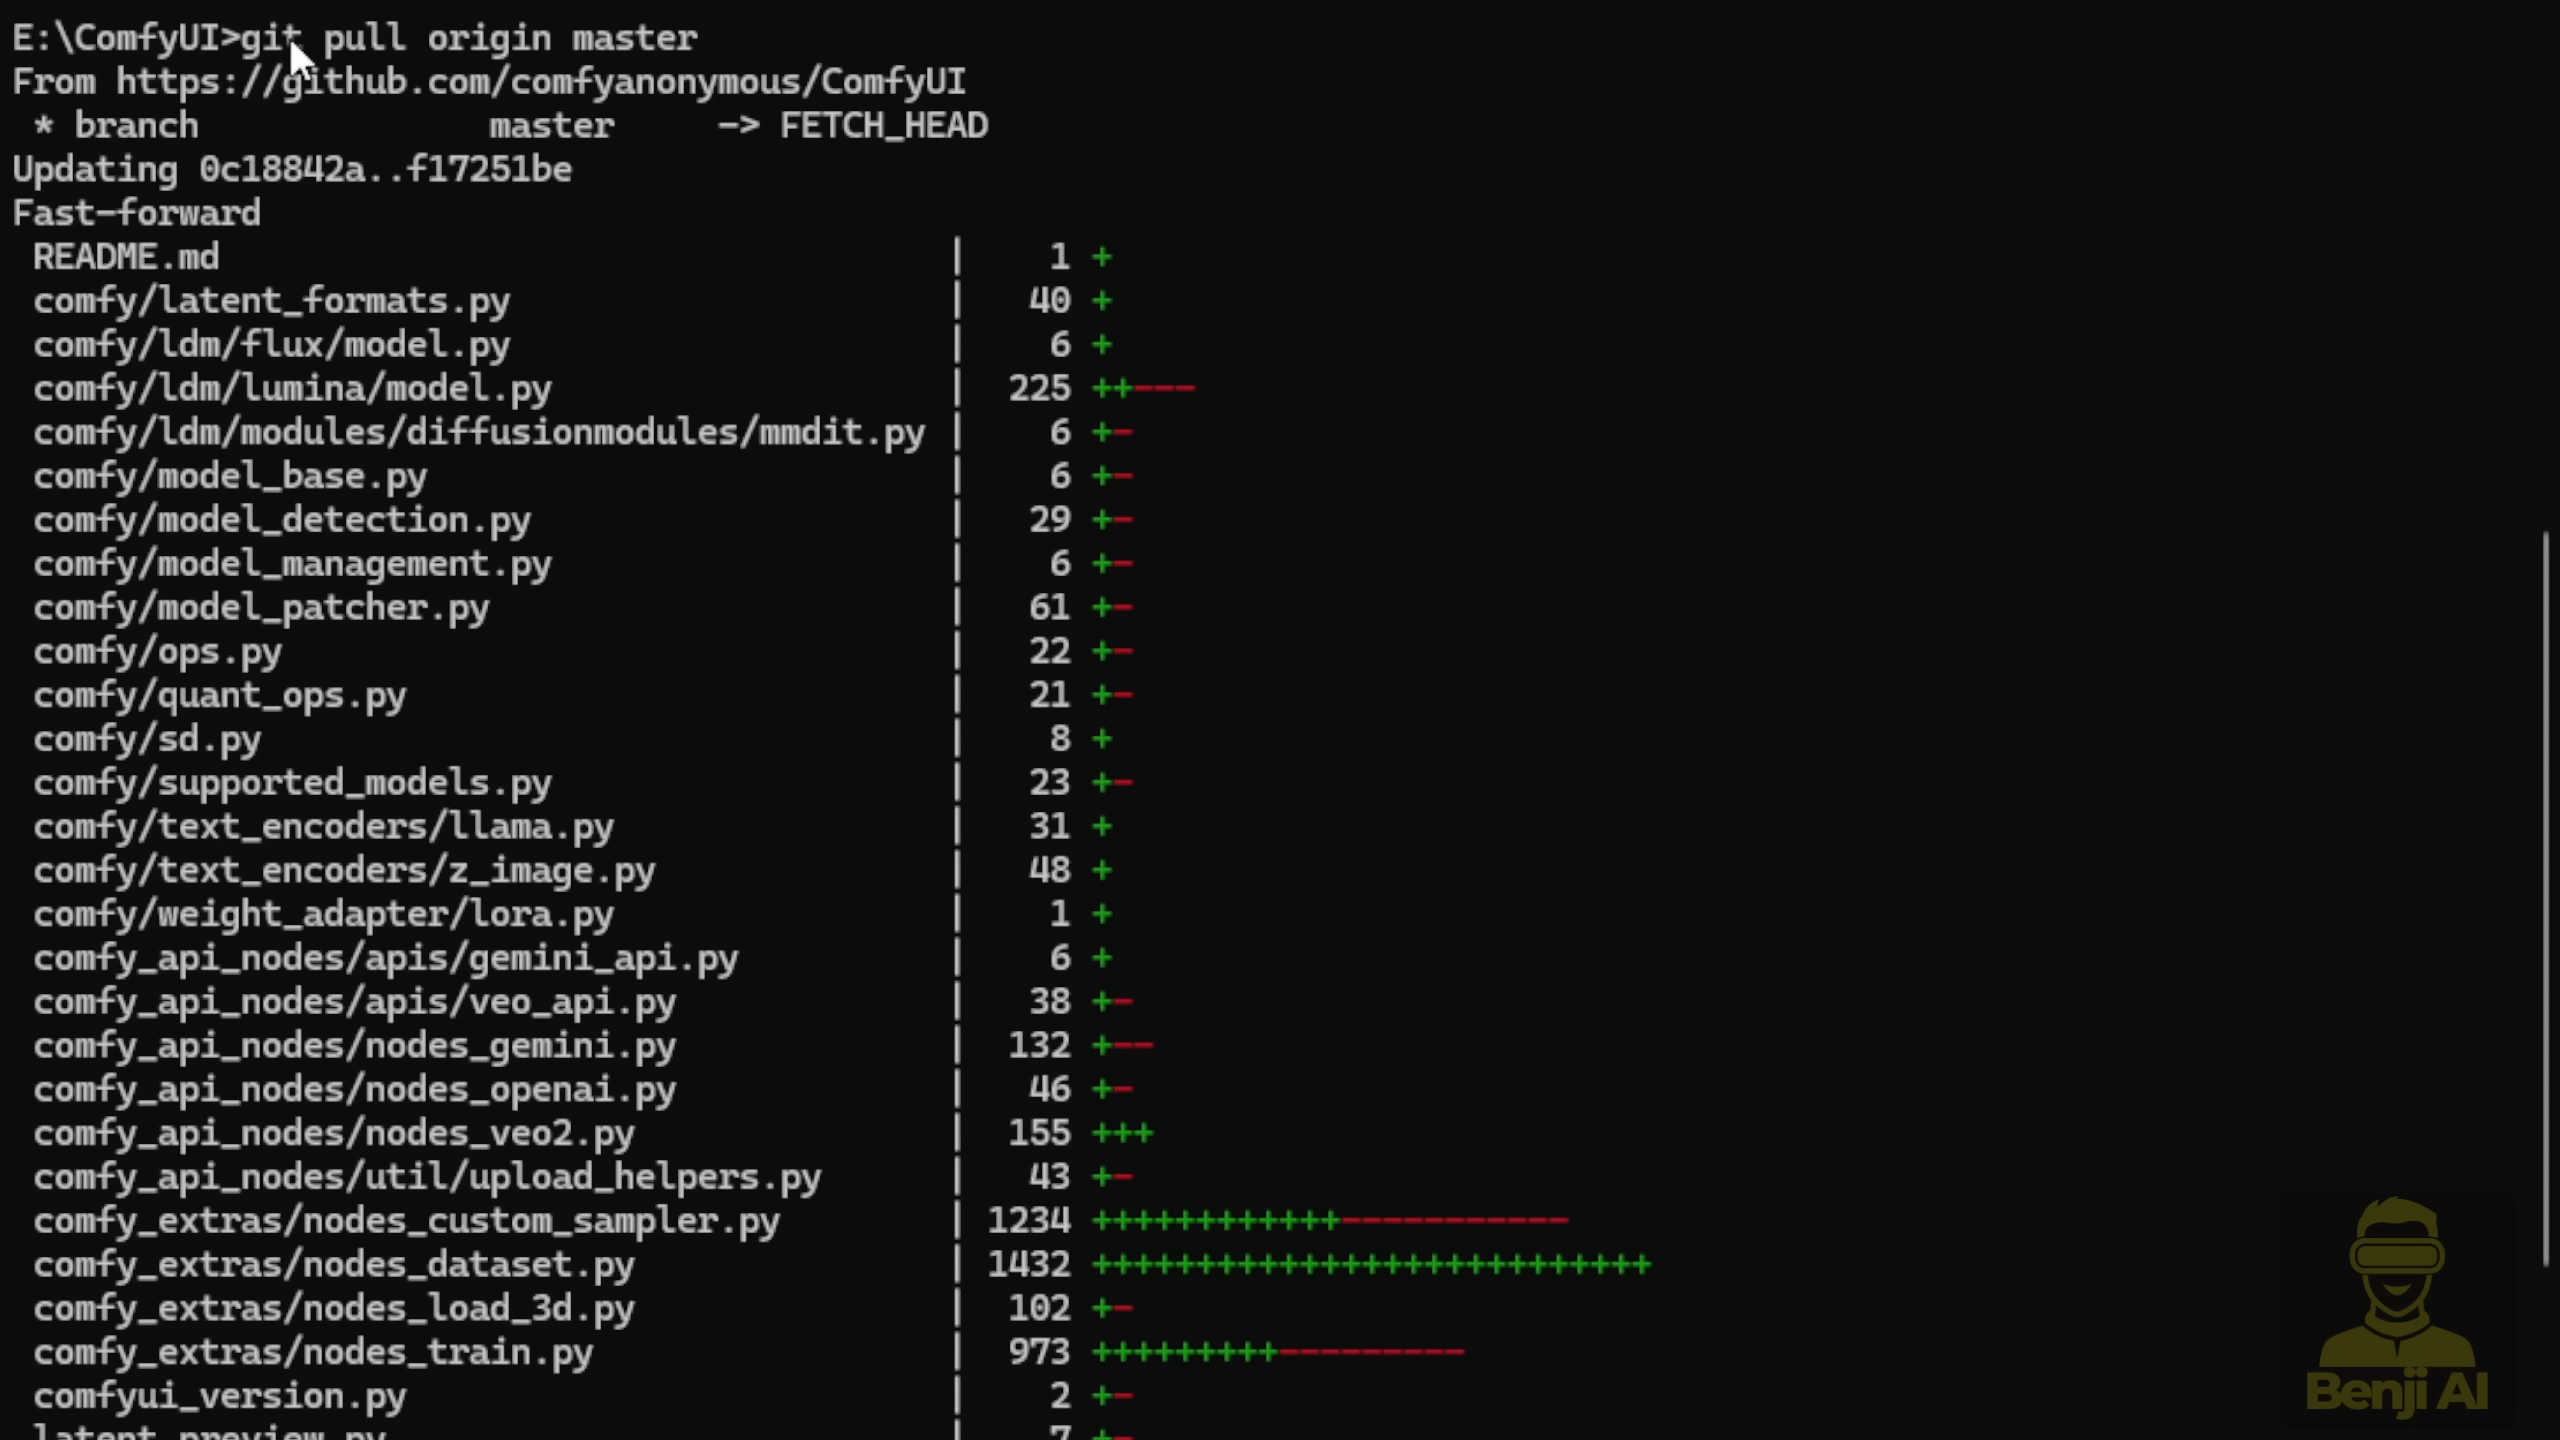 E:\ComfyUI>git pull origin master
From https://github.com/comfyanonymous/ComfyUI
 * branch              master     -> FETCH_HEAD
Updating 0c18842a..f17251be
Fast-forward
 README.md                                  |    1 +
 comfy/latent_formats.py                    |   40 +
 comfy/ldm/flux/model.py                    |    6 +
 comfy/ldm/lumina/model.py                  |  225 ++---
 comfy/ldm/modules/diffusionmodules/mmdit.py |    6 +-
 comfy/model_base.py                        |    6 +-
 comfy/model_detection.py                   |   29 +-
 comfy/model_management.py                  |    6 +-
 comfy/model_patcher.py                     |   61 +-
 comfy/ops.py                               |   22 +-
 comfy/quant_ops.py                         |   21 +-
 comfy/sd.py                                |    8 +
 comfy/supported_models.py                  |   23 +-
 comfy/text_encoders/llama.py               |   31 +
 comfy/text_encoders/z_image.py             |   48 +
 comfy/weight_adapter/lora.py               |    1 +
 comfy_api_nodes/apis/gemini_api.py         |    6 +
 comfy_api_nodes/apis/veo_api.py            |   38 +-
 comfy_api_nodes/nodes_gemini.py            |  132 +--
 comfy_api_nodes/nodes_openai.py            |   46 +-
 comfy_api_nodes/nodes_veo2.py              |  155 +++
 comfy_api_nodes/util/upload_helpers.py     |   43 +-
 comfy_extras/nodes_custom_sampler.py       | 1234 ++++++++++++-----------
 comfy_extras/nodes_dataset.py              | 1432 +++++++++++++++++++++++++++
 comfy_extras/nodes_load_3d.py              |  102 +-
 comfy_extras/nodes_train.py                |  973 +++++++++---------
 comfyui_version.py                         |    2 +-
 latent_preview.py                          |    7 +-
Benji AI